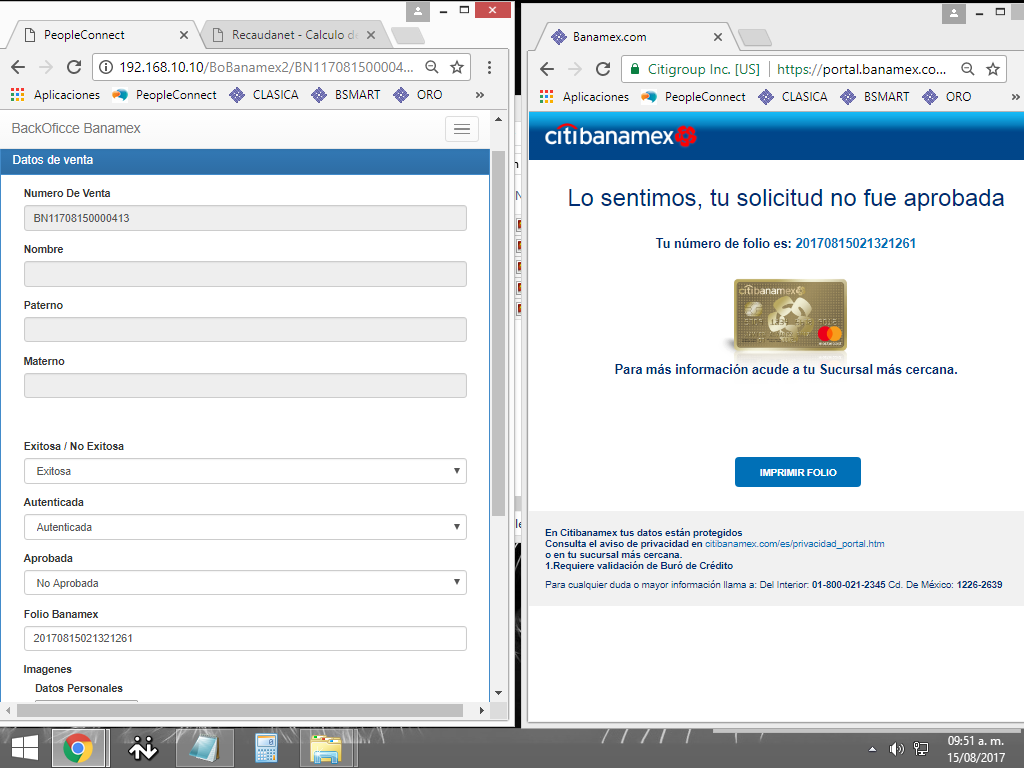 PeopleConnect
Recaudanet - Calculo de
192.168.10.10/BoBanamex2/BN117081500004...
Aplicaciones PeopleConnect CLASICA BSMART ORO »
BackOficce Banamex
Datos de venta
Numero De Venta
BN11708150000413
Nombre
Paterno
Materno
Exitosa / No Exitosa
Exitosa
Autenticada
Autenticada
Aprobada
No Aprobada
Folio Banamex
20170815021321261
Imagenes
Datos Personales
Banamex.com
Citigroup Inc. [US] https://portal.banamex.co...
Aplicaciones PeopleConnect CLASICA BSMART ORO »
citibanamex
Lo sentimos, tu solicitud no fue aprobada
Tu número de folio es: 20170815021321261
citibanamex
Para más información acude a tu Sucursal más cercana.
IMPRIMIR FOLIO
En Citibanamex tus datos están protegidos
Consulta el aviso de privacidad en citibanamex.com/es/privacidad_portal.htm
o en tu sucursal más cercana.
1.Requiere validación de Buró de Crédito
Para cualquier duda o mayor información llama a: Del Interior: 01-800-021-2345 Cd. De México: 1226-2639
09:51 a. m.
15/08/2017